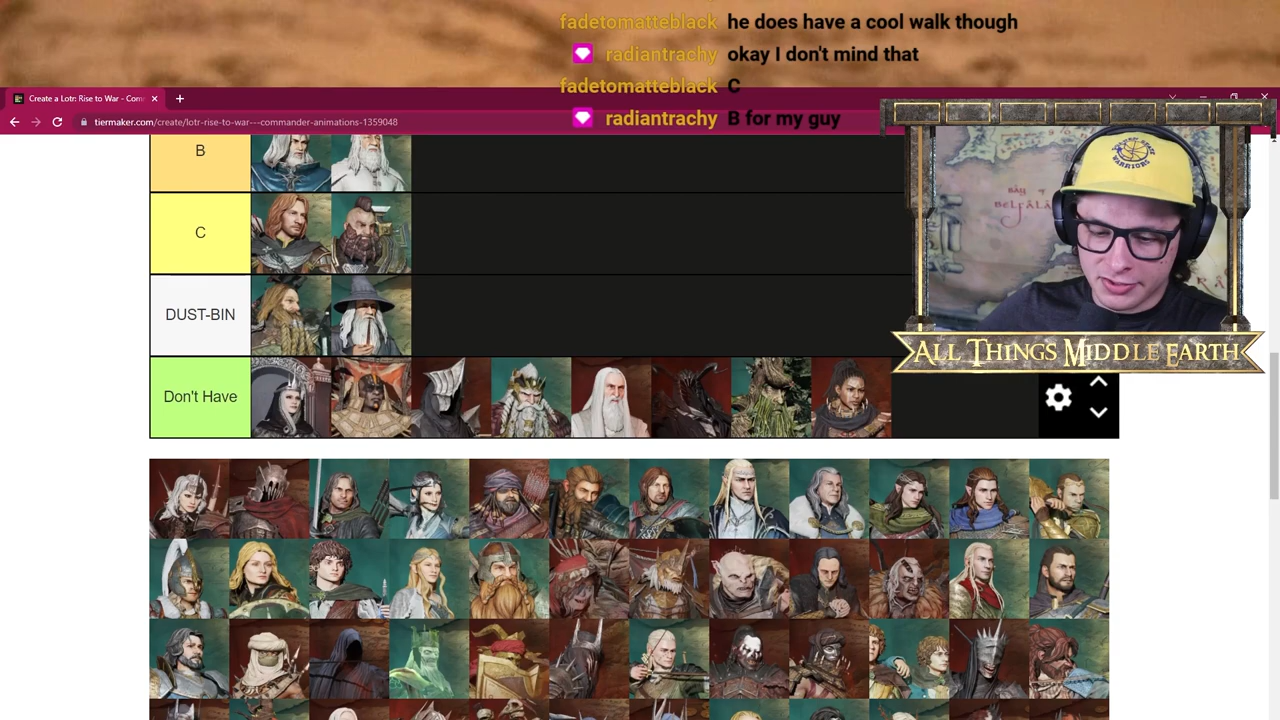 fadetomatteblack he does have a cool walk though
radiantrachy okay I don't mind that
fadetomatteblack C
radiantrachy B for my guy
Create a Lotr: Rise to War - Com
tiermaker.com/create/lotr-rise-to-war---commander-animations-1359048
B
C
DUST-BIN
Don't Have
WARRIORS
ALL THINGS MIDDLE EARTH